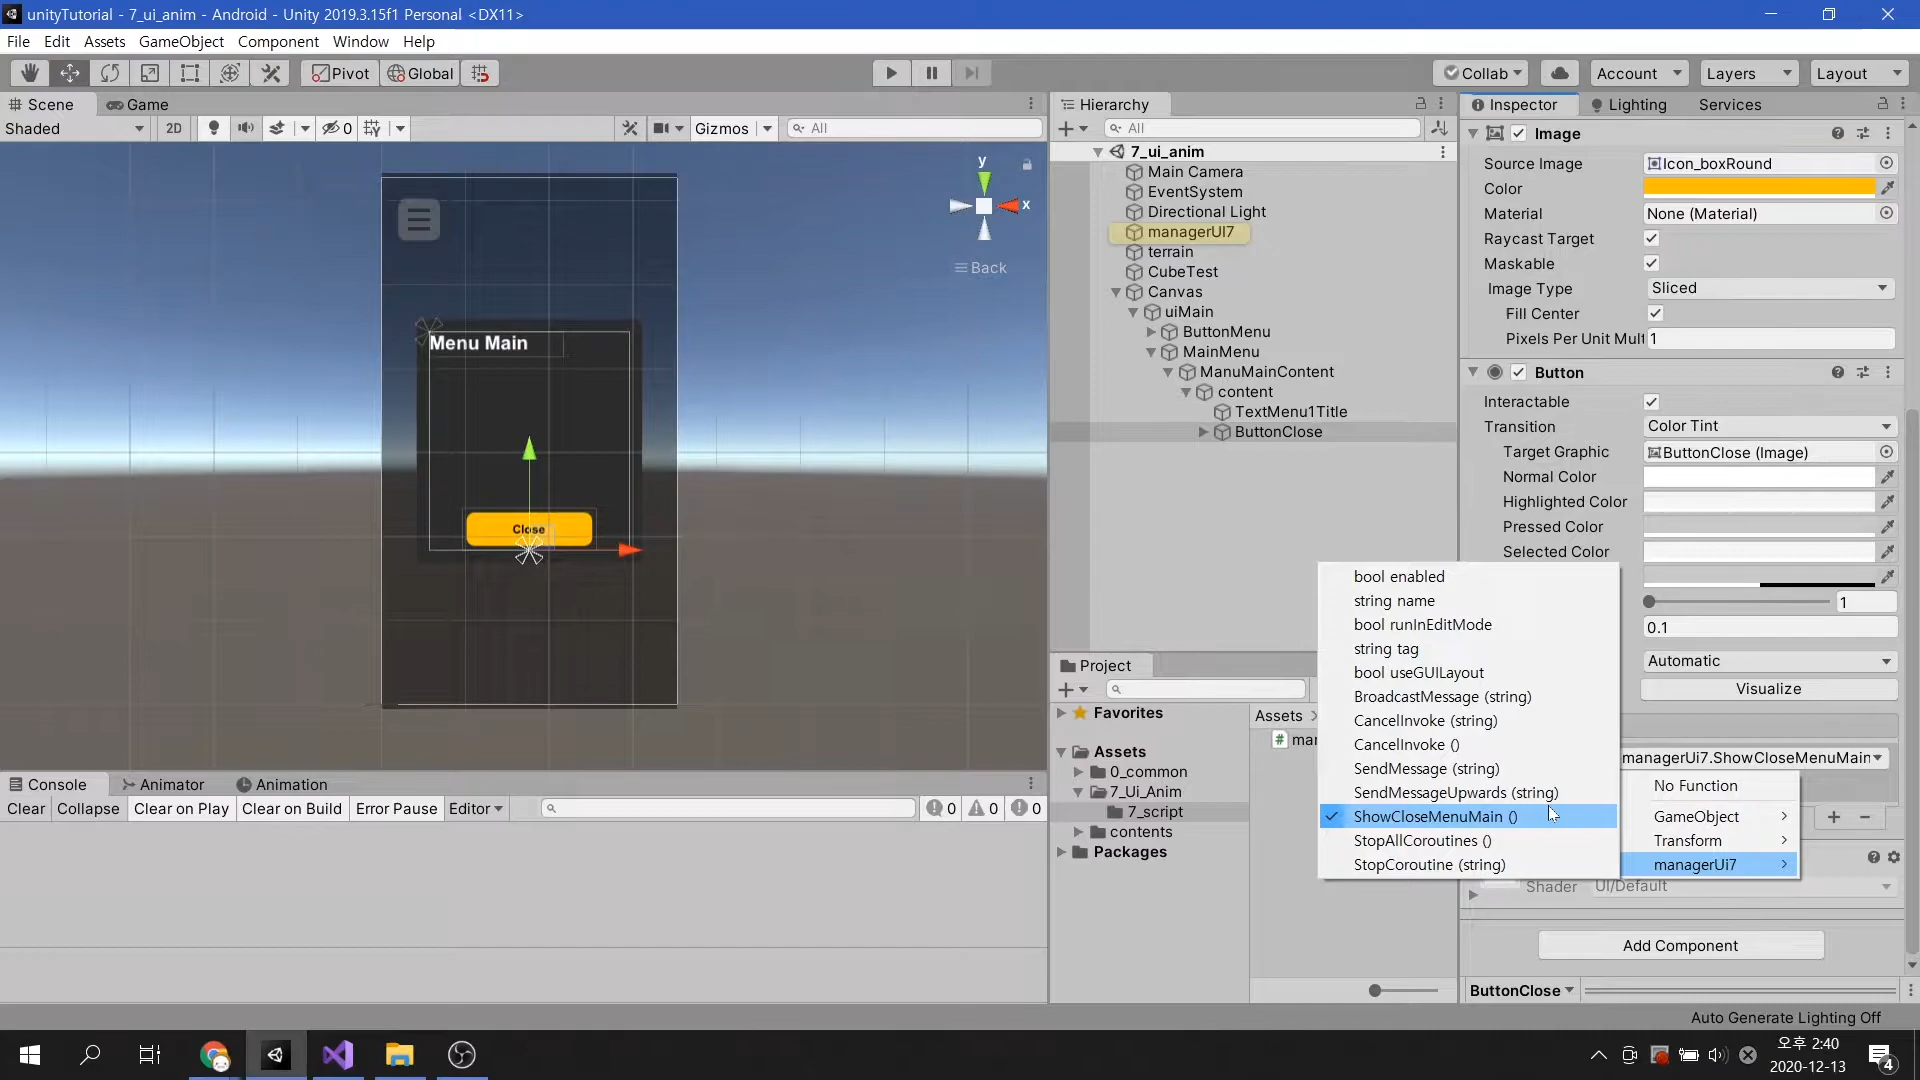 unityTutorial - 7_ui_anim - Android - Unity 2019.3.15f1 Personal <DX11>
File Edit Assets GameObject Component Window Help
Pivot Global Collab Account Layers Layout
Scene Game
Shaded 2D 0 Gizmos All
y
x
Back
Menu Main
Close
Hierarchy
All
7_ui_anim
Main Camera
EventSystem
Directional Light
managerUI7
terrain
CubeTest
Canvas
uiMain
ButtonMenu
MainMenu
ManuMainContent
content
TextMenu1Title
ButtonClose
Inspector Lighting Services
Image
Source Image Icon_boxRound
Color
Material None (Material)
Raycast Target
Maskable
Image Type Sliced
Fill Center
Pixels Per Unit Mult 1
Button
Interactable
Transition Color Tint
Target Graphic ButtonClose (Image)
Normal Color
Highlighted Color
Pressed Color
Selected Color
1
0.1
Automatic
Visualize
managerUi7.ShowCloseMenuMain
bool enabled
string name
bool runInEditMode
string tag
bool useGUILayout
BroadcastMessage (string)
CancelInvoke (string)
CancelInvoke ()
SendMessage (string)
SendMessageUpwards (string)
ShowCloseMenuMain ()
StopAllCoroutines ()
StopCoroutine (string)
No Function
GameObject
Transform
managerUi7
Shader UI/Default
Add Component
ButtonClose
Project
Favorites
Assets
0_common
7_Ui_Anim
7_script
contents
Packages
Assets
# mar
Console Animator Animation
Clear Collapse Clear on Play Clear on Build Error Pause Editor 0 0 0
Auto Generate Lighting Off
오후 2:40
2020-12-13
4